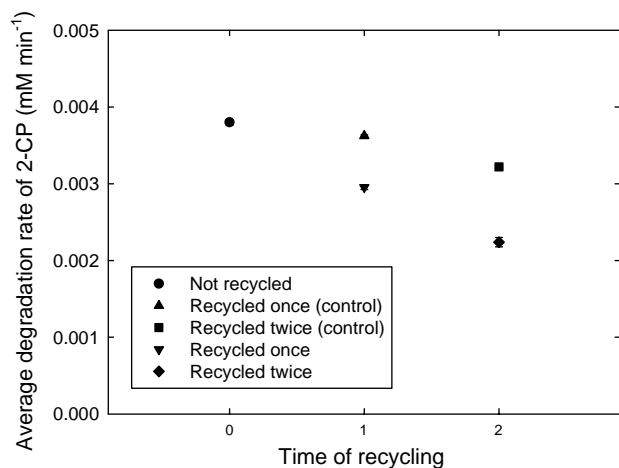 Average degradation rate of 2-CP (mM min-1)
0.005
0.004
0.003
0.002
0.001
0.000
Not recycled
Recycled once (control)
Recycled twice (control)
Recycled once
Recycled twice
0 1 2
Time of recycling